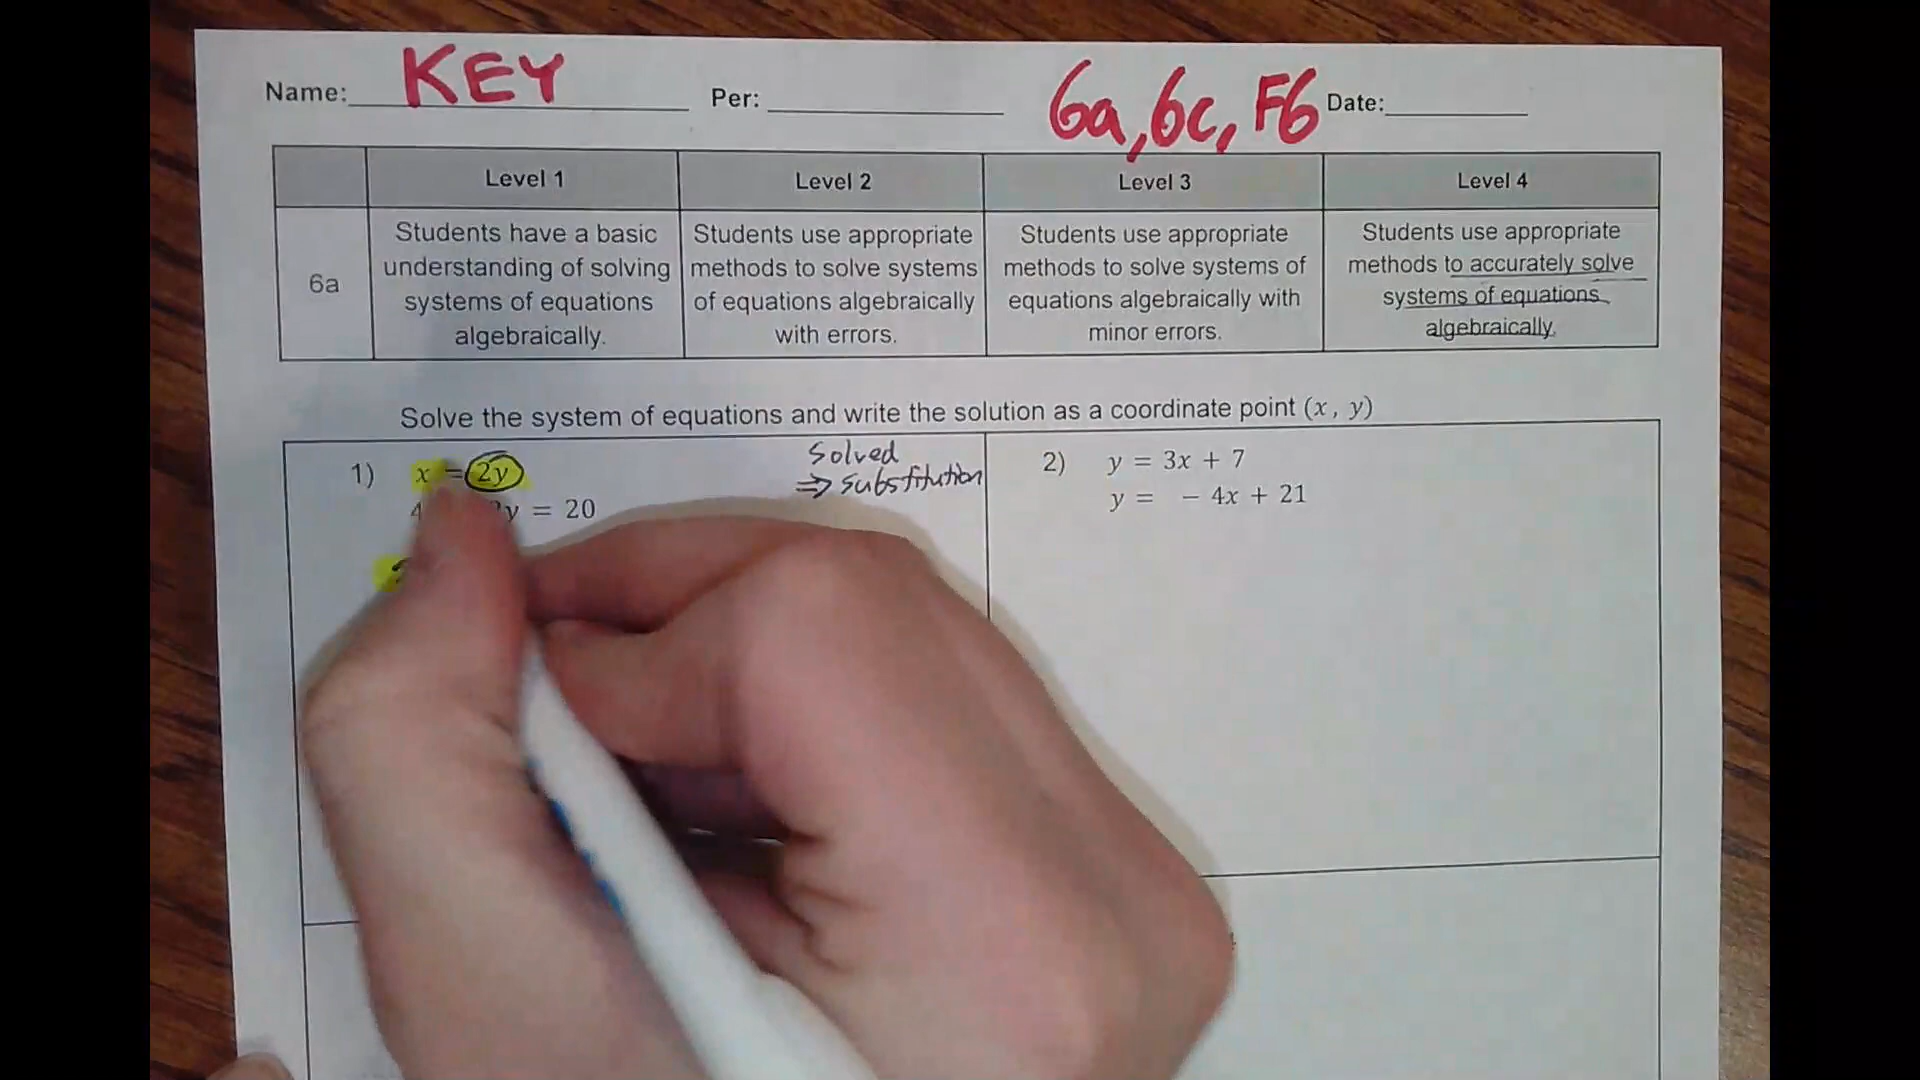 Name: KEY Per: 6a, 6c, F6 Date:
Level 1 Level 2 Level 3 Level 4
6a
Students have a basic
understanding of solving
systems of equations
algebraically.
Students use appropriate
methods to solve systems
of equations algebraically
with errors.
Students use appropriate
methods to solve systems of
equations algebraically with
minor errors.
Students use appropriate
methods to accurately solve
systems of equations
algebraically.
Solve the system of equations and write the solution as a coordinate point (x, y)
1) x = 2y
4 y = 20
Solved
⇒ substitution
2) y = 3x + 7
y = - 4x + 21